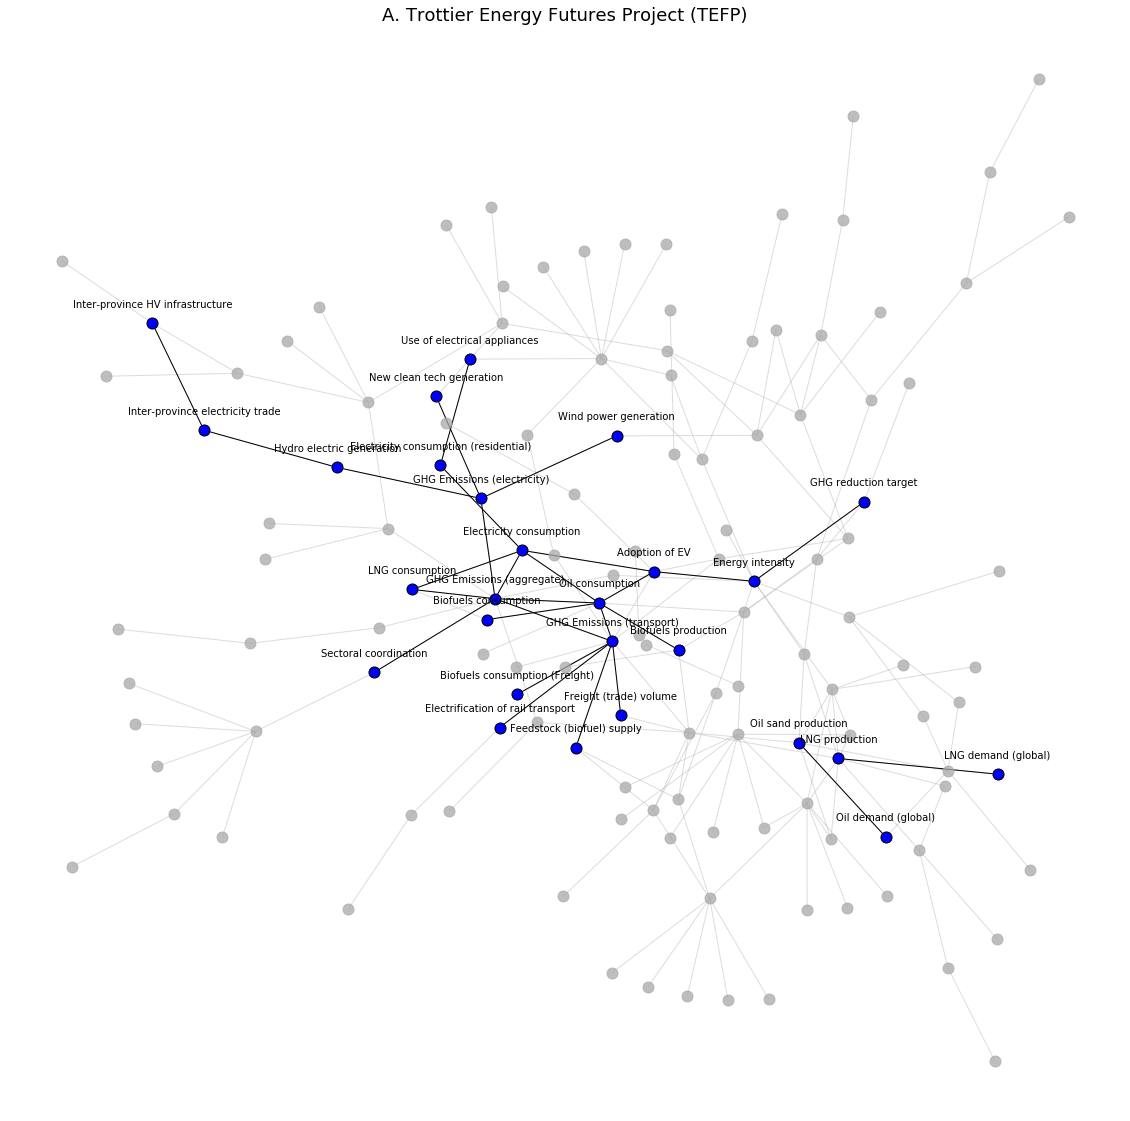 A. Trottier Energy Futures Project (TEFP)
Inter-province HV infrastructure
Use of electrical appliances
New clean tech generation
Inter-province electricity trade
Wind power generation
Hydro electric generation
Electricity consumption (residential)
GHG Emissions (electricity)
GHG reduction target
Electricity consumption
Adoption of EV
Energy intensity
LNG consumption
GHG Emissions (aggregate)
Oil consumption
Biofuels consumption
GHG Emissions (transport)
Biofuels production
Sectoral coordination
Biofuels consumption (Freight)
Freight (trade) volume
Electrification of rail transport
Feedstock (biofuel) supply
Oil sand production
LNG production
LNG demand (global)
Oil demand (global)